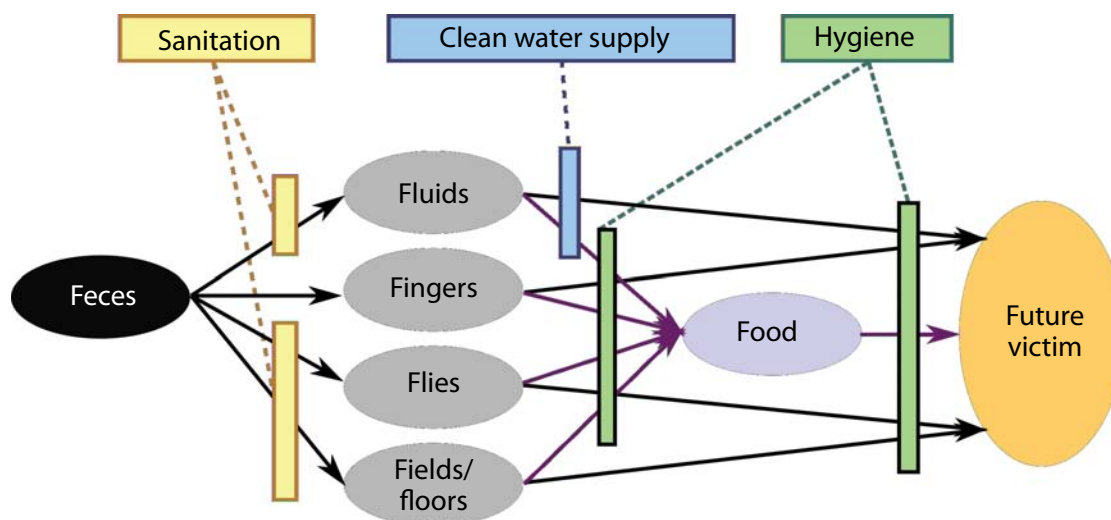 Sanitation
Clean water supply
Hygiene
Fluids
Feces
Fingers
Food
Future
victim
Flies
Fields/
floors